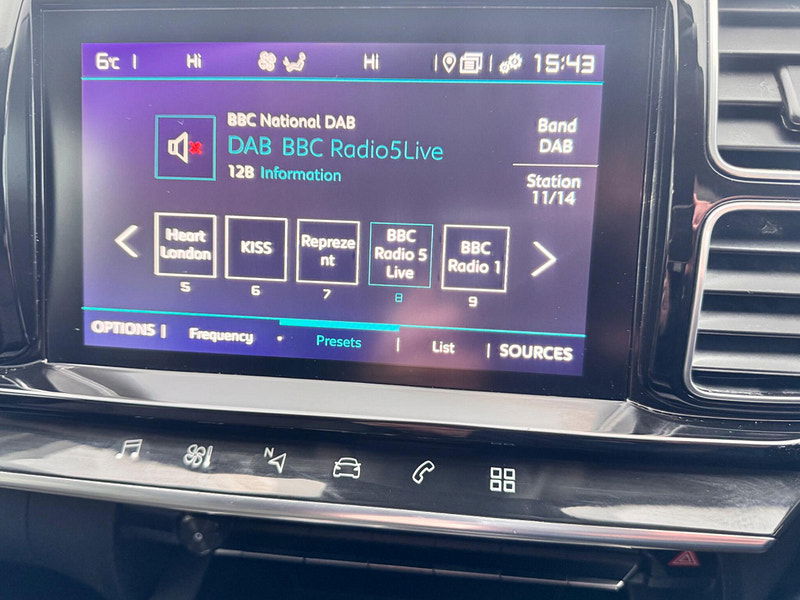 6°C Hi Hi 15:43
BBC National DAB
DAB BBC Radio5Live
12B Information
Band
DAB
Station
11/14
Heart
London
KISS
Repreze
nt
BBC
Radio 5
Live
BBC
Radio 1
5 6 7 8 9
OPTIONS Frequency Presets List SOURCES
N